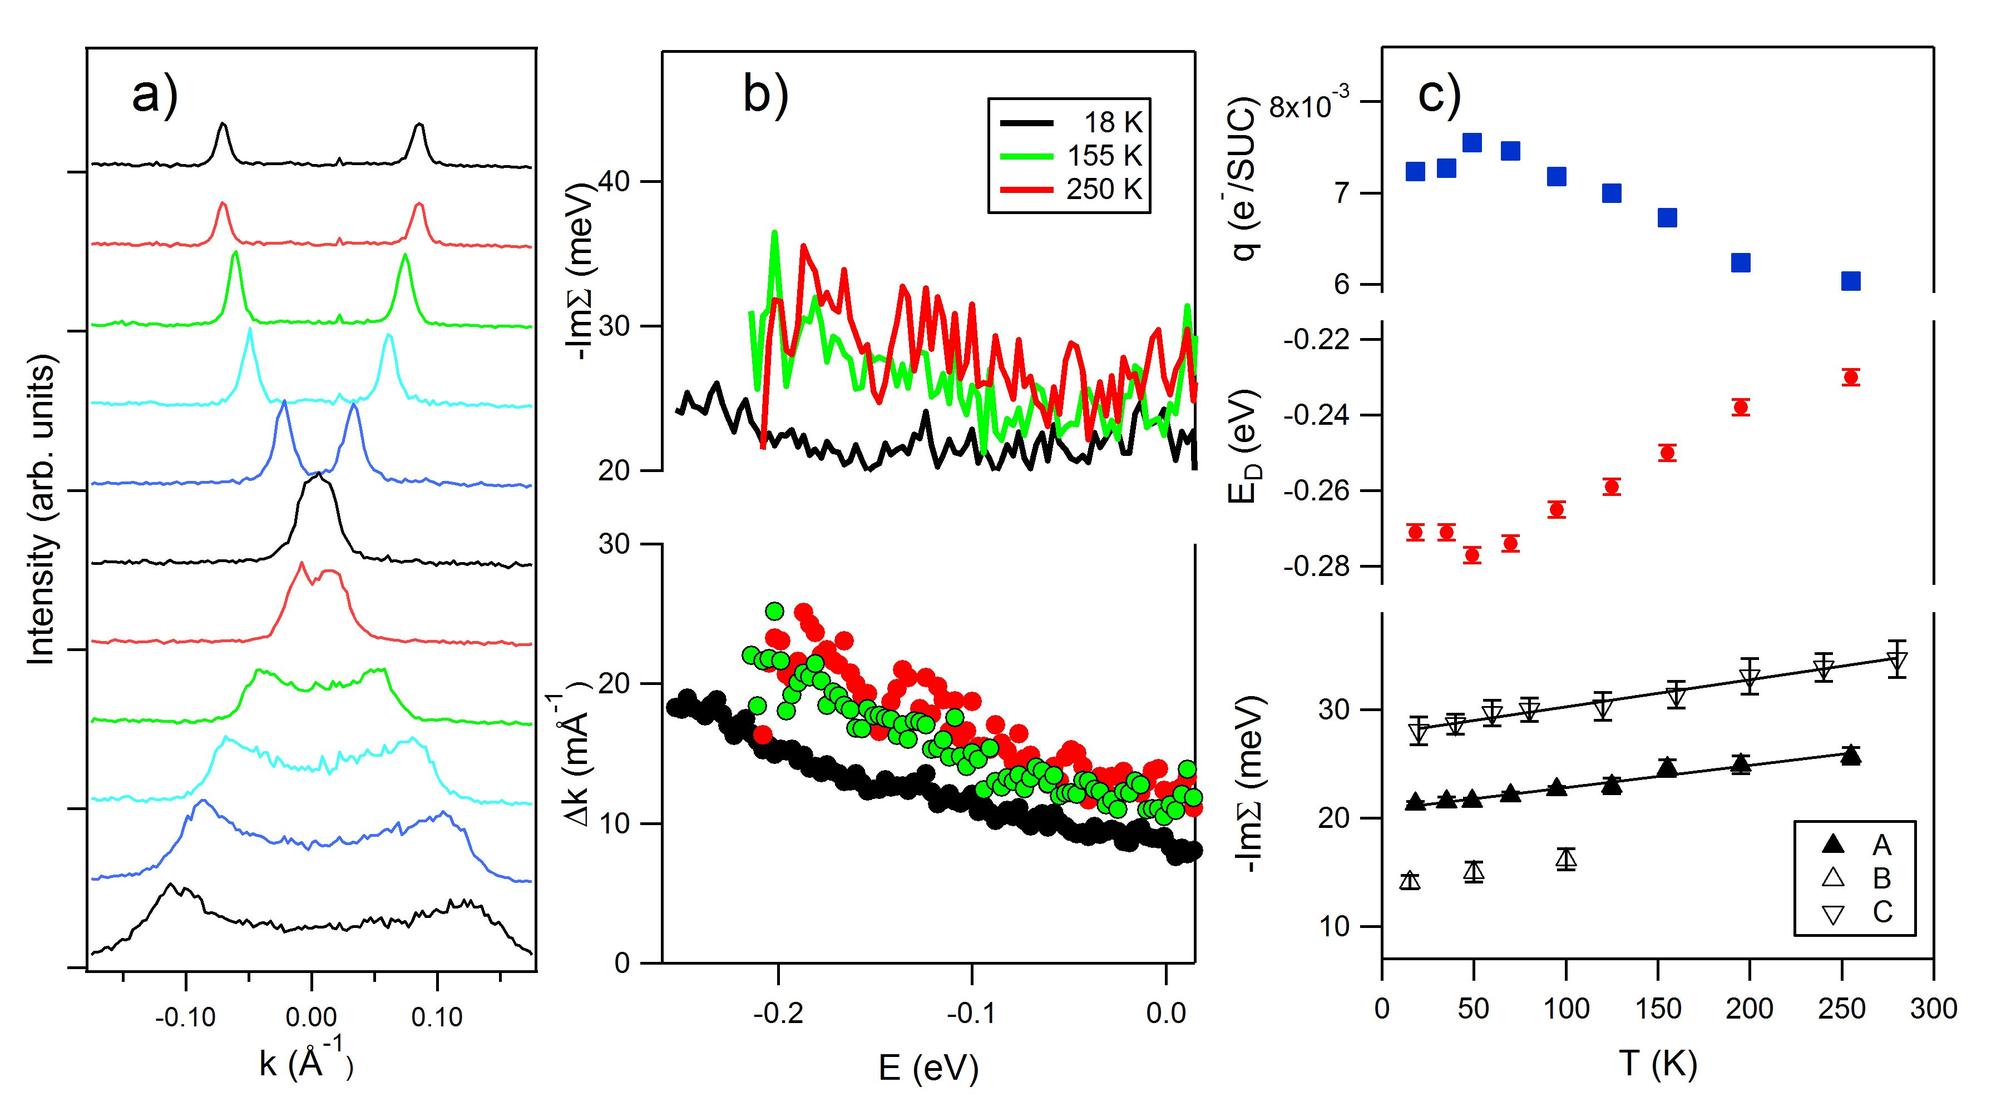 a)
Intensity (arb. units)
-0.10
0.00
0.10
k (Å⁻¹)
b)
18 K
155 K
250 K
-ImΣ (meV)
40
30
20
30
20
10
0
Δk (mÅ⁻¹)
-0.2
-0.1
0.0
E (eV)
c)
8x10⁻³
7
6
q (e⁻/SUC)
-0.22
-0.24
-0.26
-0.28
E_D (eV)
30
20
10
-ImΣ (meV)
A
B
C
0
50
100
150
200
250
300
T (K)